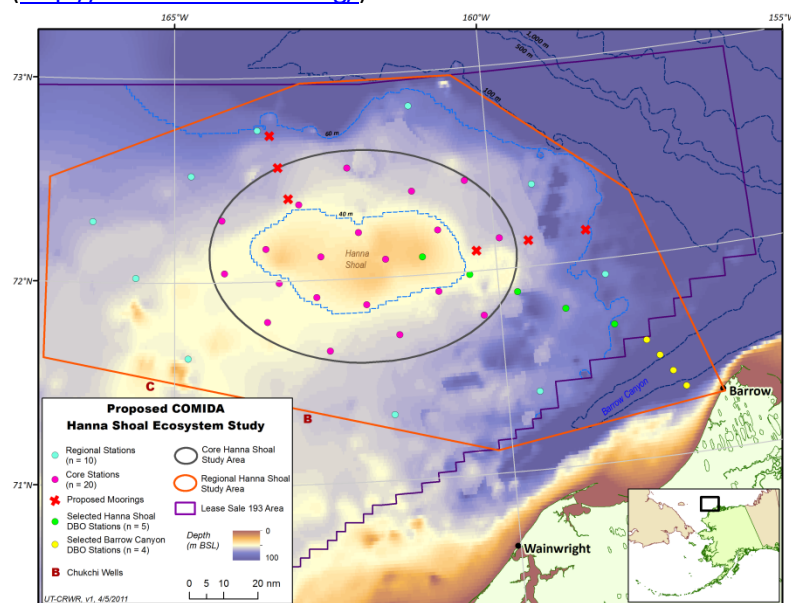 165°W
160°W
155°W
73°N
1,000 m
500 m
100 m
60 m
40 m
Hanna
Shoal
72°N
C
B
Barrow Canyon
Barrow
71°N
Wainwright
Proposed COMIDA
Hanna Shoal Ecosystem Study
Regional Stations
(n = 10)
Core Stations
(n = 20)
Proposed Moorings
Selected Hanna Shoal
DBO Stations (n = 5)
Selected Barrow Canyon
DBO Stations (n = 4)
B Chukchi Wells
Core Hanna Shoal
Study Area
Regional Hanna Shoal
Study Area
Lease Sale 193 Area
Depth
(m BSL)
0
100
0 5 10 20 nm
UT-CRWR, v1, 4/5/2011